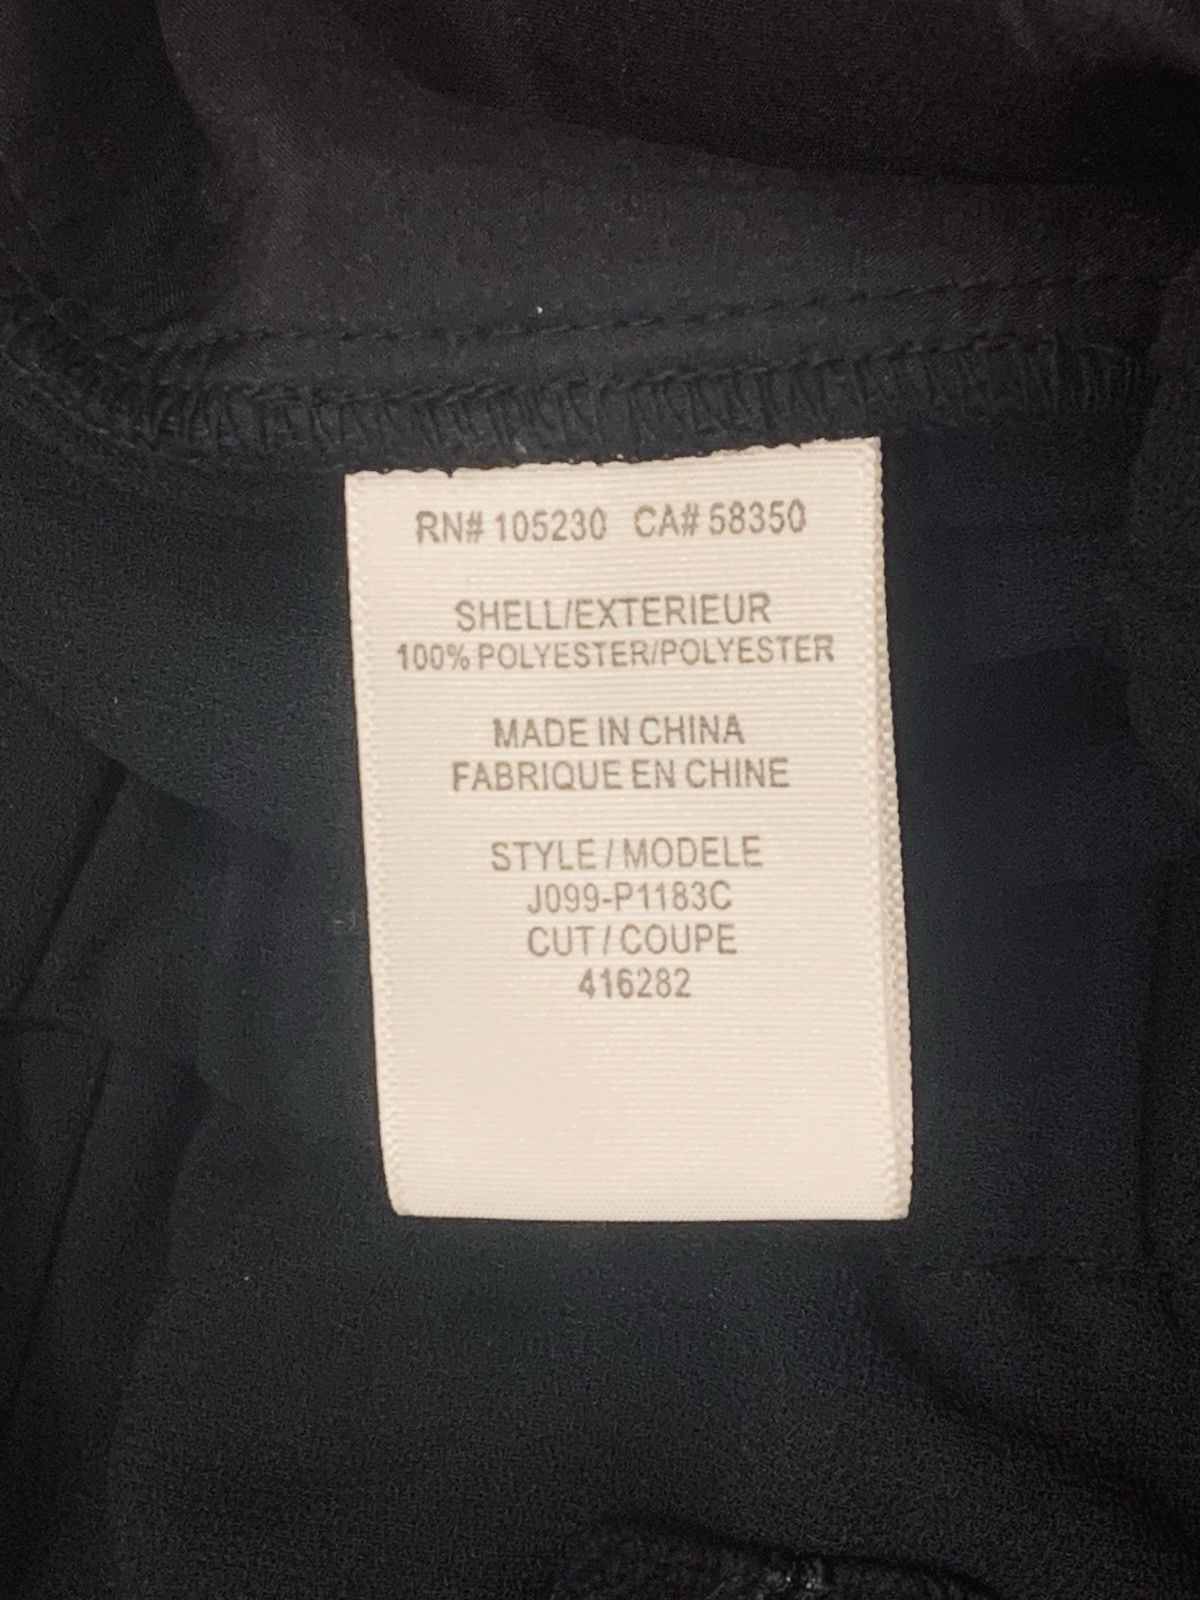 RN# 105230 CA# 58350
SHELL/EXTERIEUR
100% POLYESTER/POLYESTER
MADE IN CHINA
FABRIQUE EN CHINE
STYLE / MODELE
J099-P1183C
CUT / COUPE
416282